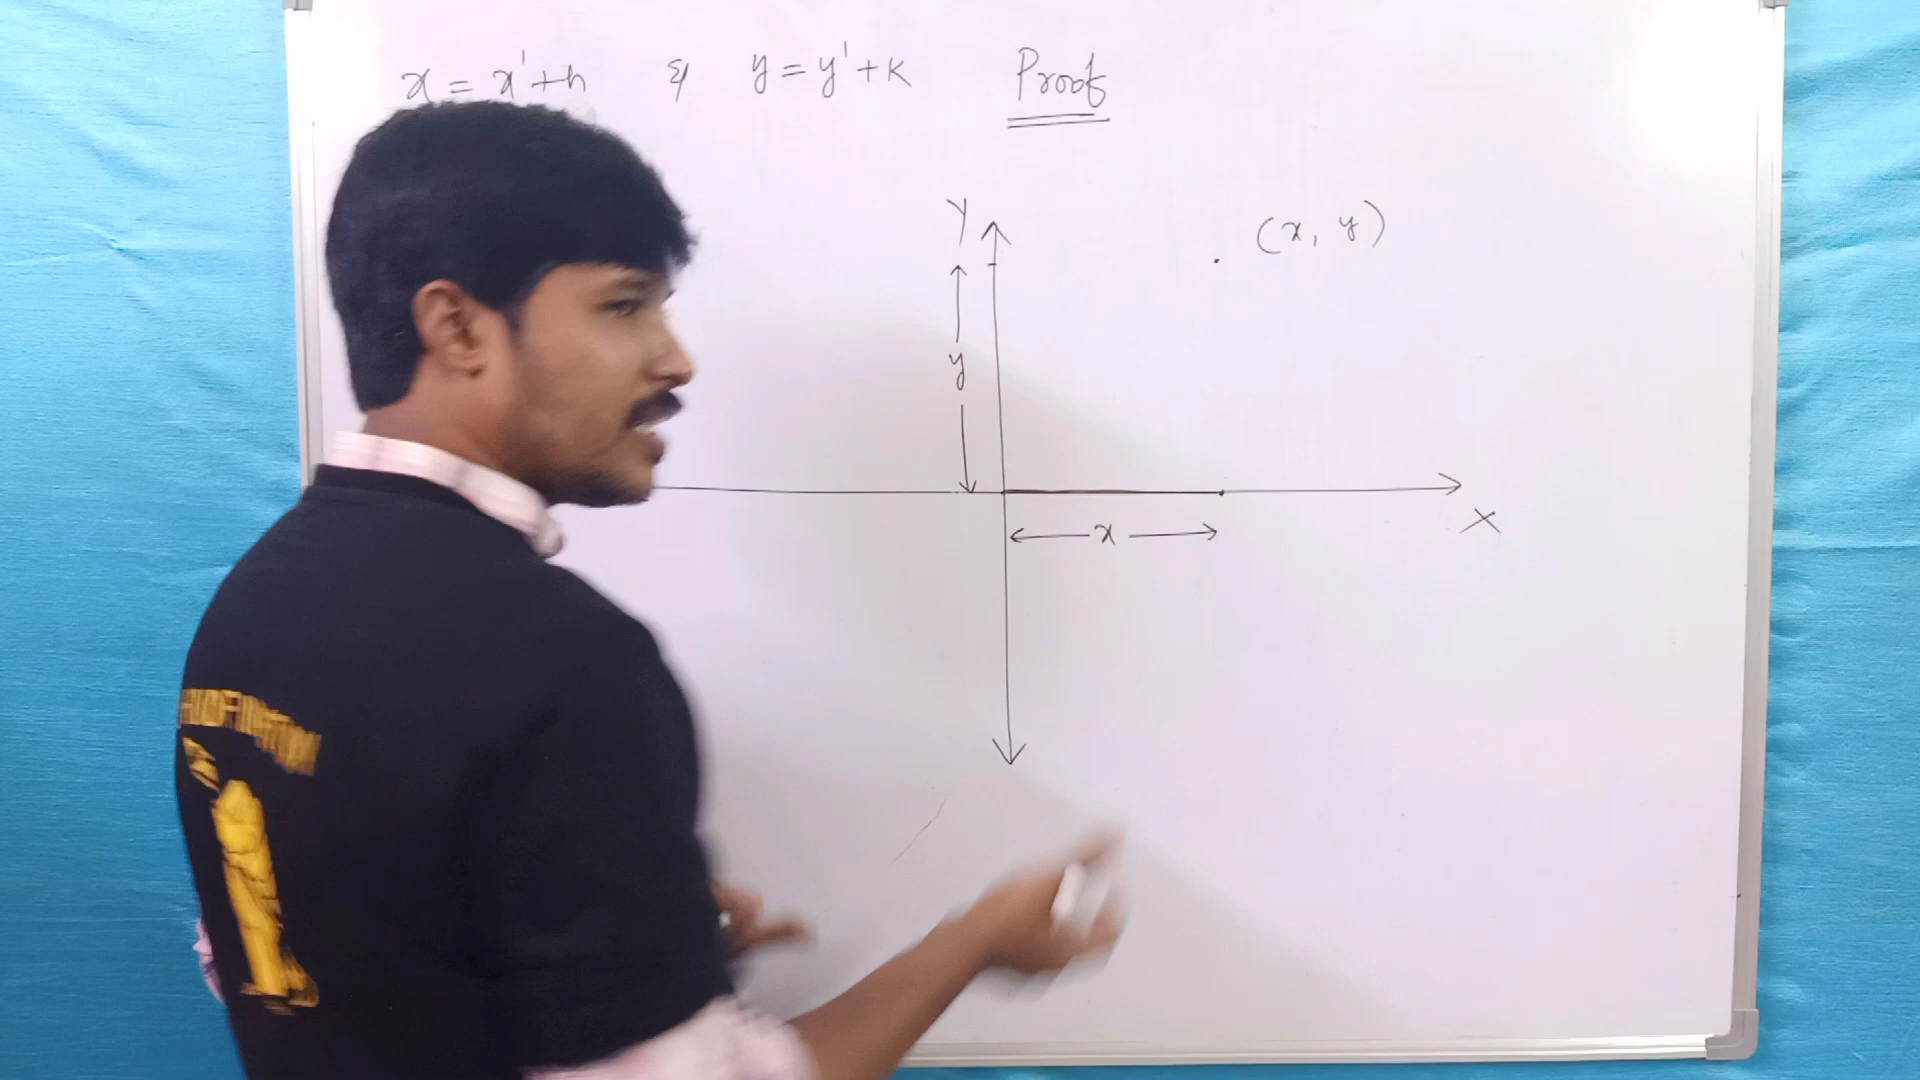 x = x' + h & y = y' + k Proof
Y
(x, y)
y
x
X